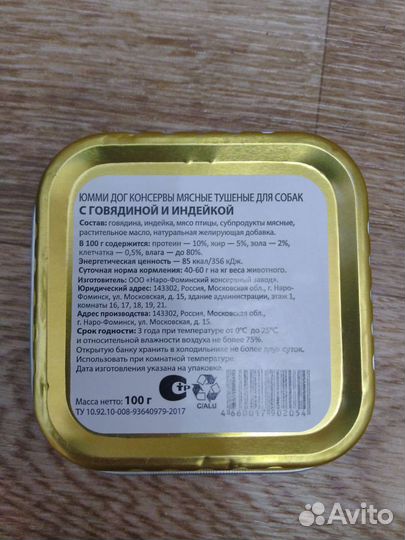 ЮММИ ДОГ КОНСЕРВЫ МЯСНЫЕ ТУШЕНЫЕ ДЛЯ СОБАК
С ГОВЯДИНОЙ И ИНДЕЙКОЙ
Состав: говядина, индейка, мясо птицы, субпродукты мясные,
растительное масло, натуральная желирующая добавка.
В 100 г содержится: протеин — 10%, жир — 5%, зола — 2%,
клетчатка — 0,5%, влага — до 80%.
Энергетическая ценность — 85 ккал/356 кДж.
Суточная норма кормления: 40-60 г на кг веса животного.
Изготовитель: ООО «Наро-Фоминский консервный завод».
Юридический адрес: 143302, Россия, Московская обл., г. Наро-
Фоминск, ул. Московская, д. 15, здание администрации, этаж 1,
комнаты 16, 17, 18, 19, 21.
Адрес производства: 143302, Россия, Московская обл.,
г. Наро-Фоминск, ул. Московская, д. 15.
Срок годности: 3 года при температуре от 0°С до 25°С
и относительной влажности воздуха не более 75%.
Открытую банку хранить в холодильнике не более двух суток.
Использовать при комнатной температуре.
Дата изготовления указана на упаковке.
Масса нетто: 100 г
ТУ 10.92.10-008-93640979-2017
СТР
C/ALU
4660017902054
Avito